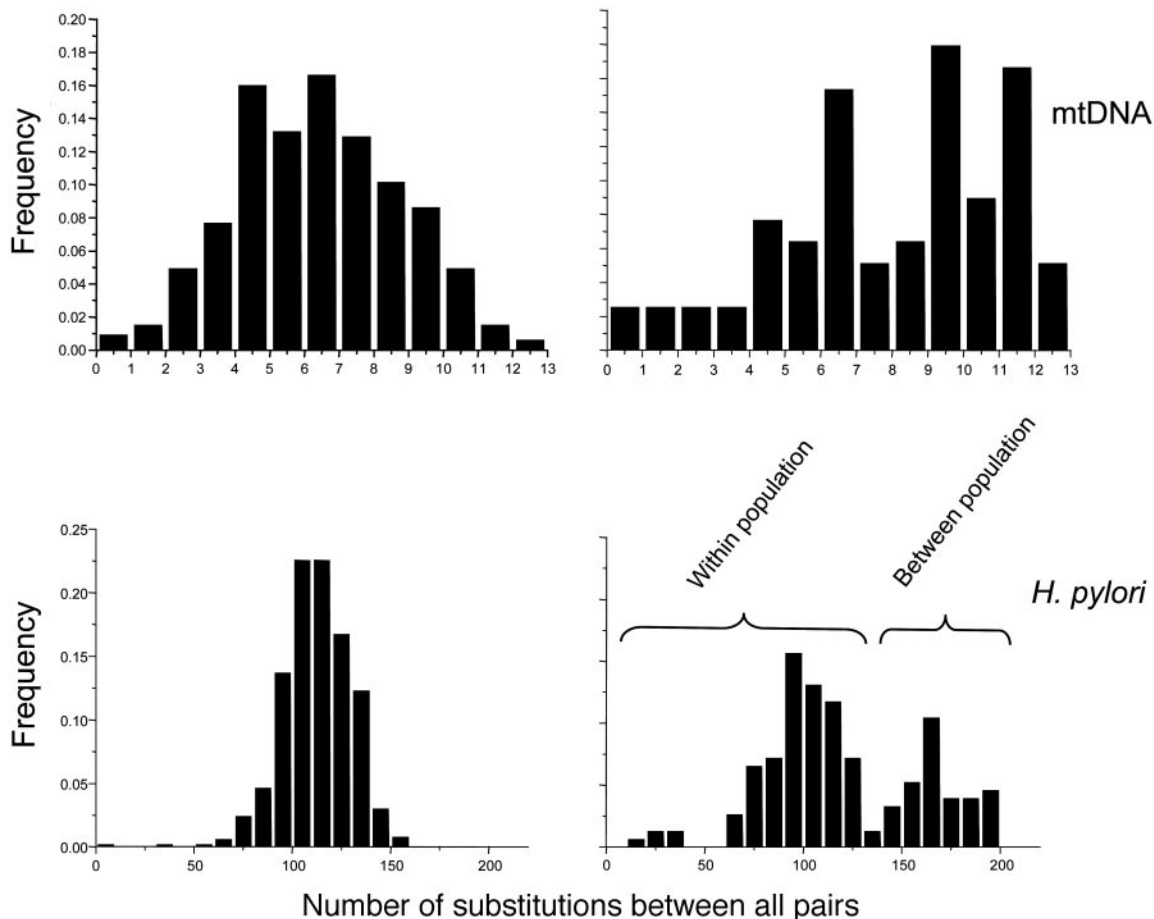 0.20
0.18
0.16
0.14
0.12
0.10
0.08
0.06
0.04
0.02
0.00
Frequency
0 1 2 3 4 5 6 7 8 9 10 11 12 13
mtDNA
0 1 2 3 4 5 6 7 8 9 10 11 12 13
0.25
0.20
0.15
0.10
0.05
0.00
Frequency
0 50 100 150 200
Within population
Between population
H. pylori
0 50 100 150 200
Number of substitutions between all pairs